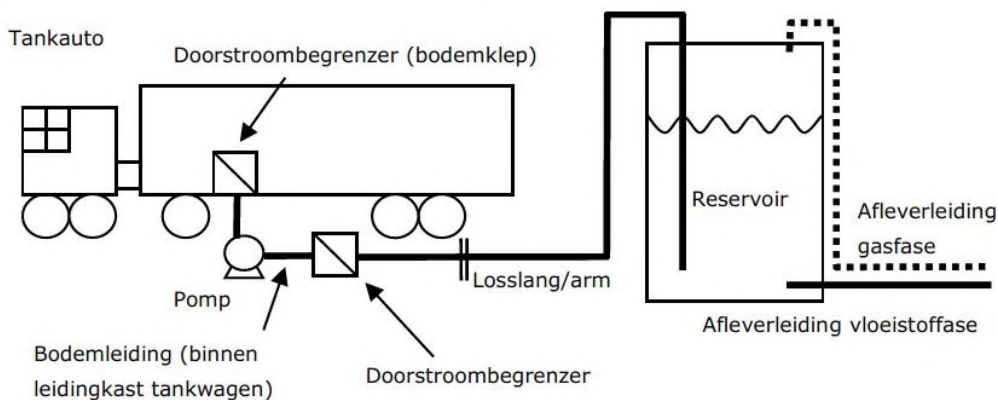 Tankauto
Doorstroombegrenzer (bodemklep)
Reservoir
Afleverleiding
gasfase
Losslang/arm
Pomp
Afleverleiding vloeistoffase
Bodemleiding (binnen
leidingkast tankwagen)
Doorstroombegrenzer